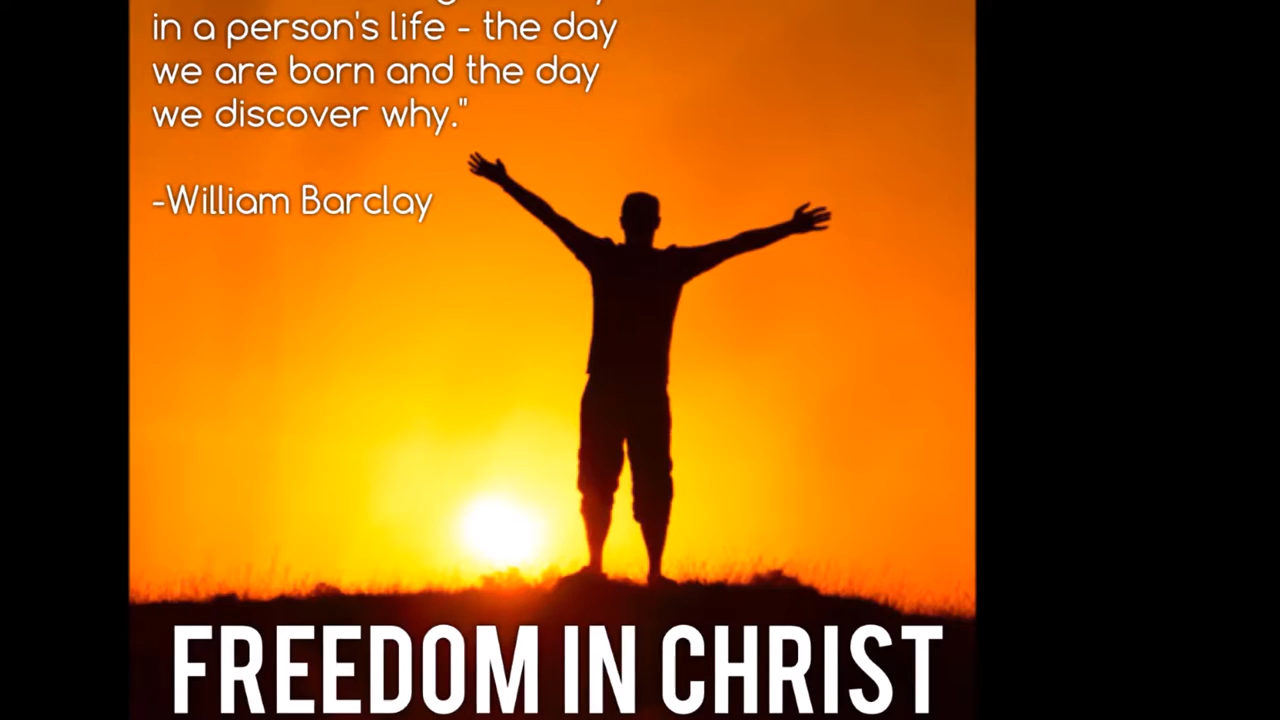 in a person's life - the day
we are born and the day
we discover why."
-William Barclay
FREEDOM IN CHRIST